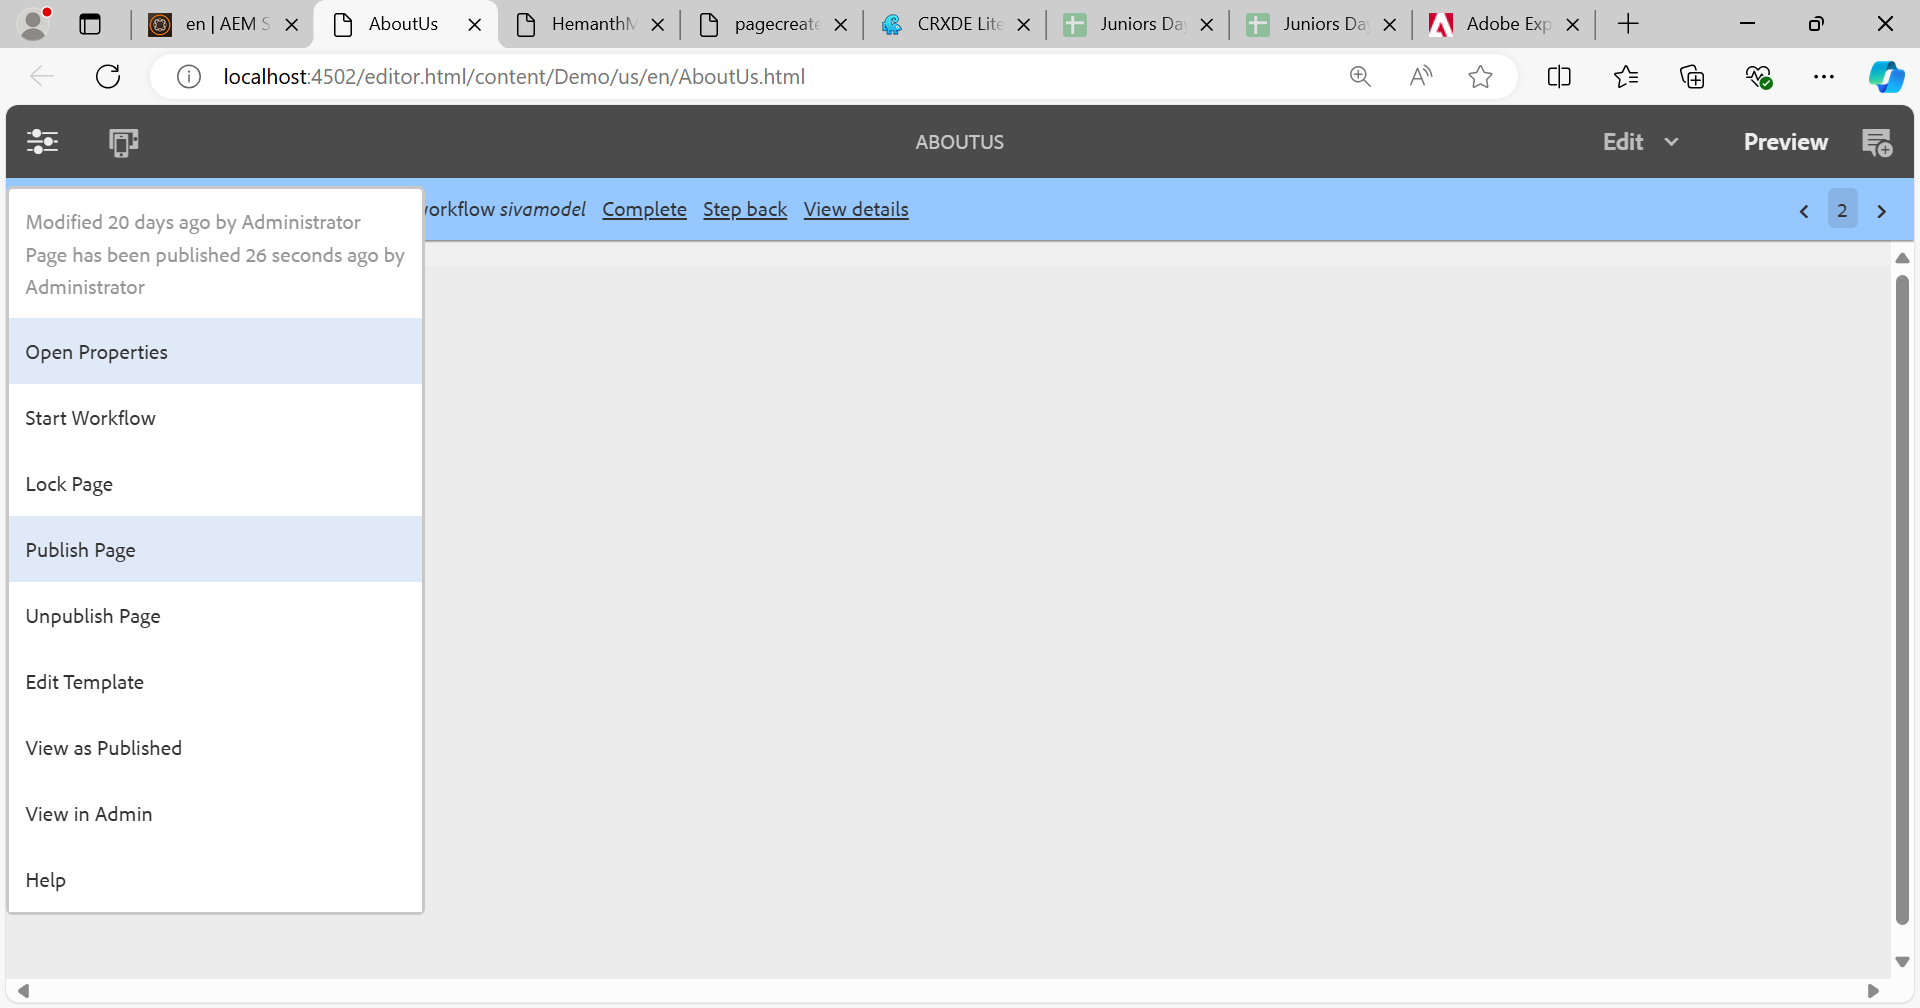 en | AEM S
AboutUs
HemanthM
pagecreate
CRXDE Lite
Juniors Da
Juniors Da
Adobe Exp
localhost:4502/editor.html/content/Demo/us/en/AboutUs.html
ABOUTUS
Edit
Preview
orkflow sivamodel Complete Step back View details
2
Modified 20 days ago by Administrator
Page has been published 26 seconds ago by
Administrator
Open Properties
Start Workflow
Lock Page
Publish Page
Unpublish Page
Edit Template
View as Published
View in Admin
Help